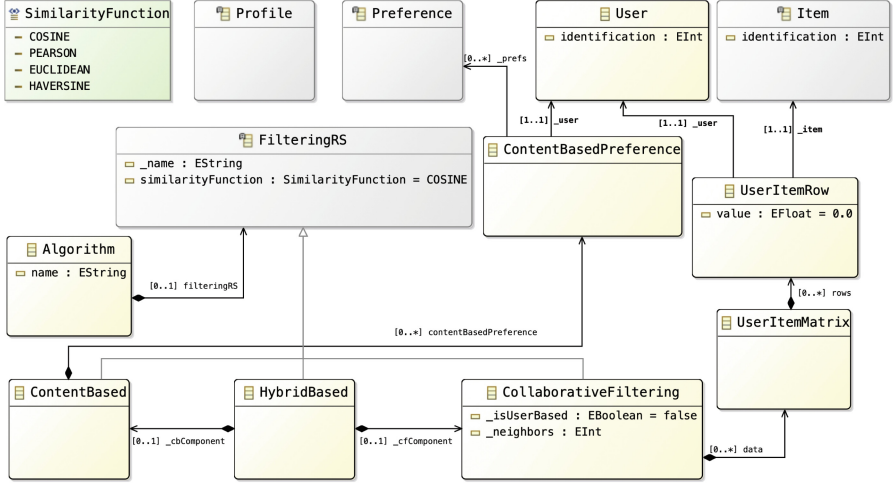 SimilarityFunction
COSINE
PEARSON
EUCLIDEAN
HAVERSINE
Profile
Preference
User
identification : EInt
Item
identification : EInt
[0..*] _prefs
[1..1] _user
[1..1] _user
[1..1] _item
FilteringRS
_name : EString
similarityFunction : SimilarityFunction = COSINE
ContentBasedPreference
UserItemRow
value : EFloat = 0.0
Algorithm
name : EString
[0..1] filteringRS
[0..*] rows
[0..*] contentBasedPreference
UserItemMatrix
ContentBased
HybridBased
CollaborativeFiltering
_isUserBased : EBoolean = false
_neighbors : EInt
[0..1] _cbComponent
[0..1] _cfComponent
[0..*] data